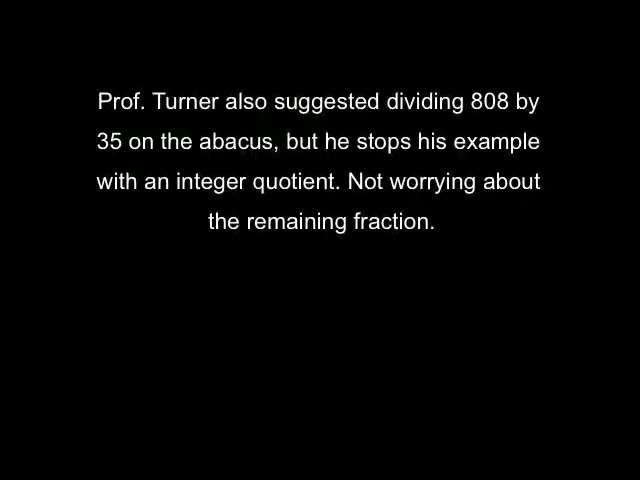 Prof. Turner also suggested dividing 808 by
35 on the abacus, but he stops his example
with an integer quotient. Not worrying about
the remaining fraction.